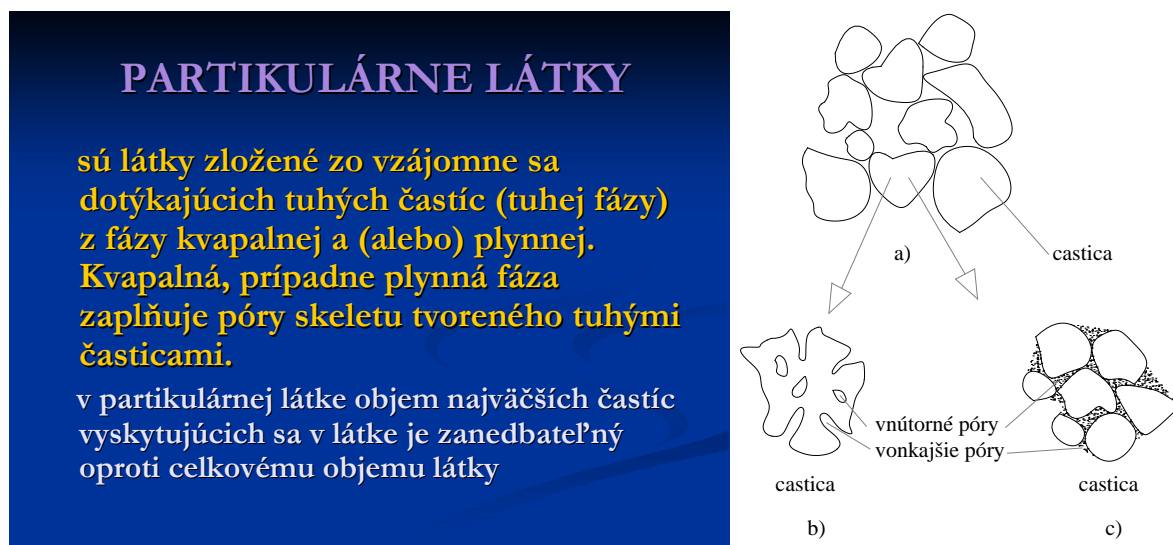 PARTIKULÁRNE LÁTKY
sú látky zložené zo vzájomne sa
dotýkajúcich tuhých častíc (tuhej fázy)
z fázy kvapalnej a (alebo) plynnej.
Kvapalná, prípadne plynná fáza
zaplňuje póry skeletu tvoreného tuhými
časticami.
v partikulárnej látke objem najväčších častíc
vyskytujúcich sa v látke je zanedbateľný
oproti celkovému objemu látky
a)
castica
vnútorné póry
vonkajšie póry
castica
castica
b)
c)